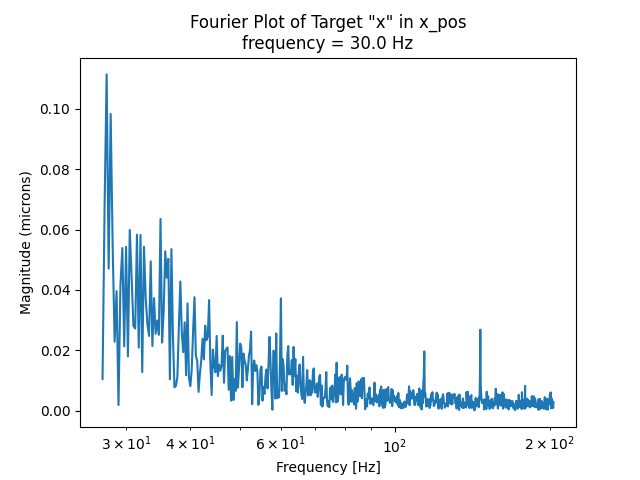 Fourier Plot of Target "x" in x_pos
frequency = 30.0 Hz
Magnitude (microns)
0.10
0.08
0.06
0.04
0.02
0.00
3 × 10¹
4 × 10¹
6 × 10¹
10²
2 × 10²
Frequency [Hz]